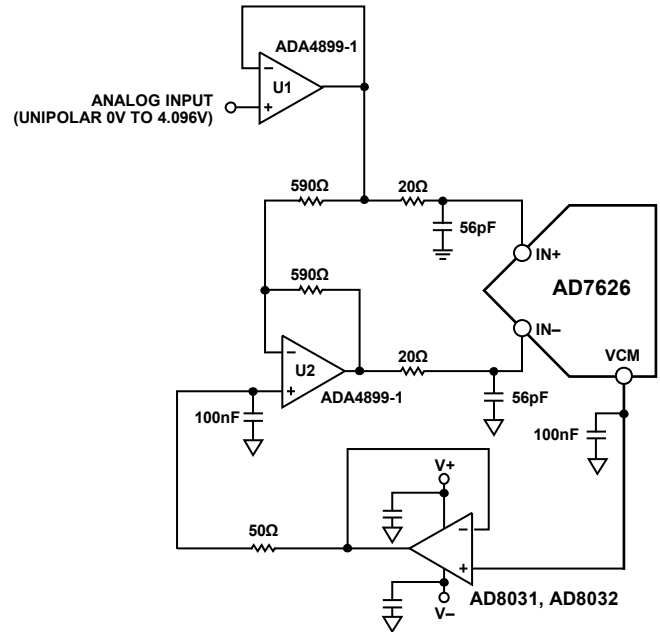 ADA4899-1
U1
−
+
ANALOG INPUT
(UNIPOLAR 0V TO 4.096V)
590Ω
20Ω
56pF
IN+
AD7626
590Ω
IN–
VCM
−
+
U2
20Ω
ADA4899-1
56pF
100nF
100nF
V+
50Ω
−
+
V–
AD8031, AD8032